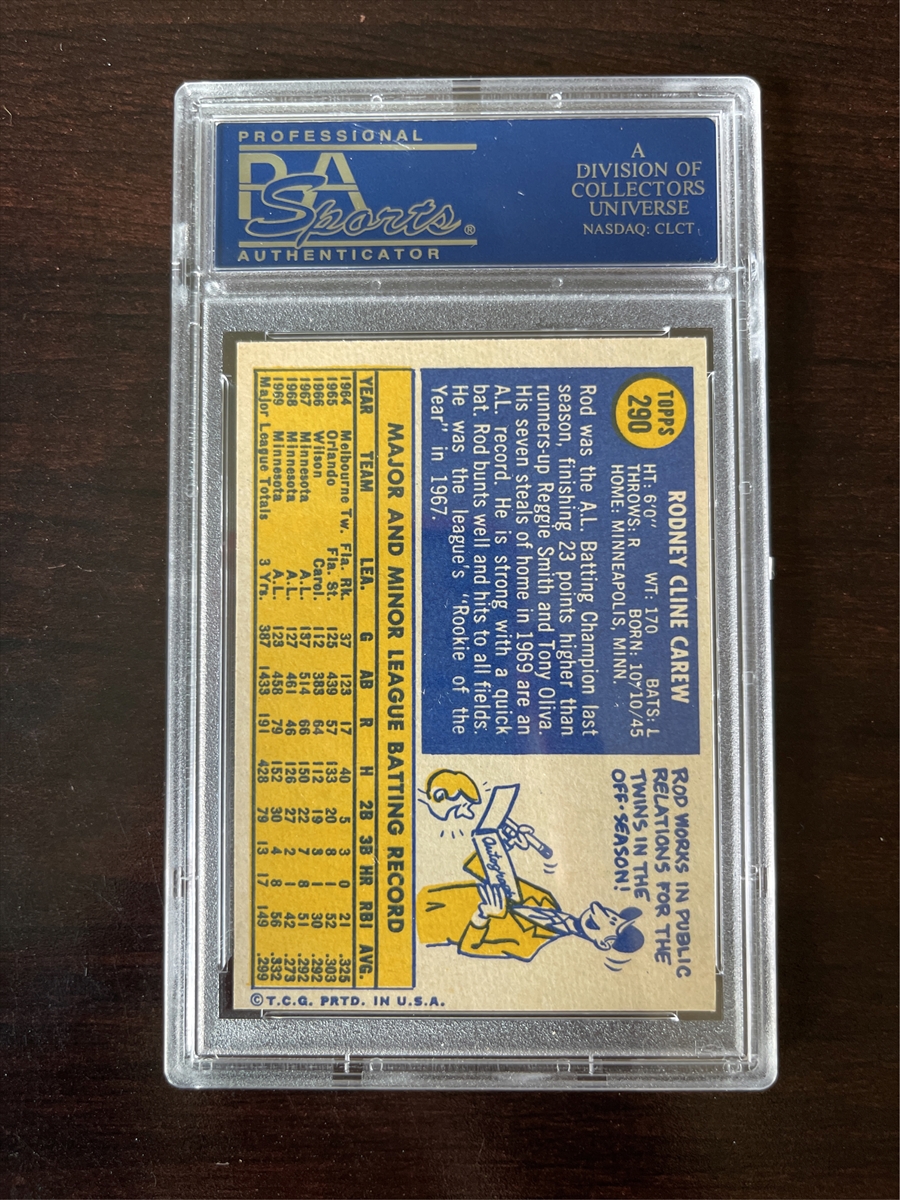 PROFESSIONAL
PSA
Sports®
AUTHENTICATOR
A
DIVISION OF
COLLECTORS
UNIVERSE
NASDAQ: CLCT
TOPPS
290
RODNEY CLINE CAREW
HT: 6'0" WT: 170 BATS: L
THROWS: R BORN: 10/10/45
HOME: MINNEAPOLIS, MINN.
Rod was the A.L. Batting Champion last
season, finishing 23 points higher than
runners-up Reggie Smith and Tony Oliva.
His seven steals of home in 1969 are an
A.L. record. He is strong with a quick
bat. Rod bunts well and hits to all fields.
He was the league's "Rookie of the
Year" in 1967
ROD WORKS IN PUBLIC
RELATIONS FOR THE
TWINS IN THE
OFF-SEASON!
Autograph
MAJOR AND MINOR LEAGUE BATTING RECORD
YEAR TEAM LEA. G AB R H 2B 3B HR RBI AVG.
1964 Melbourne Tw. Fla. Rk. 37 123 17 40 5 3 0 21 .325
1965 Orlando Fla. St. 125 439 57 133 20 8 1 52 .303
1966 Wilson Carol. 112 383 64 112 19 3 1 30 .292
1967 Minnesota A.L. 137 514 66 150 22 7 8 51 .292
1968 Minnesota A.L. 127 461 46 126 27 2 1 42 .273
1969 Minnesota A.L. 123 458 79 152 30 4 8 56 .332
Major League Totals 3 Yrs. 387 1433 191 428 79 13 17 149 .299
© T.C.G. PRTD. IN U.S.A.